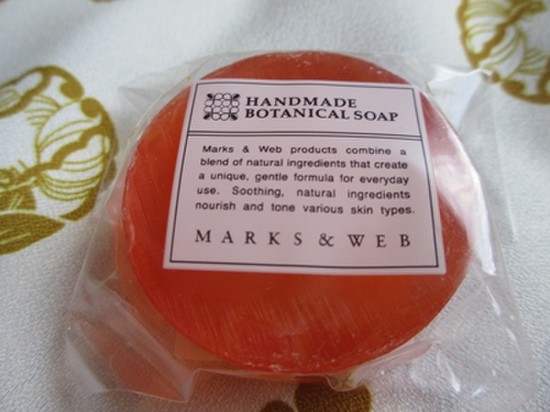 HANDMADE
BOTANICAL SOAP
Marks & Web products combine a
blend of natural ingredients that create
a unique, gentle formula for everyday
use. Soothing, natural ingredients
nourish and tone various skin types.
MARKS & WEB